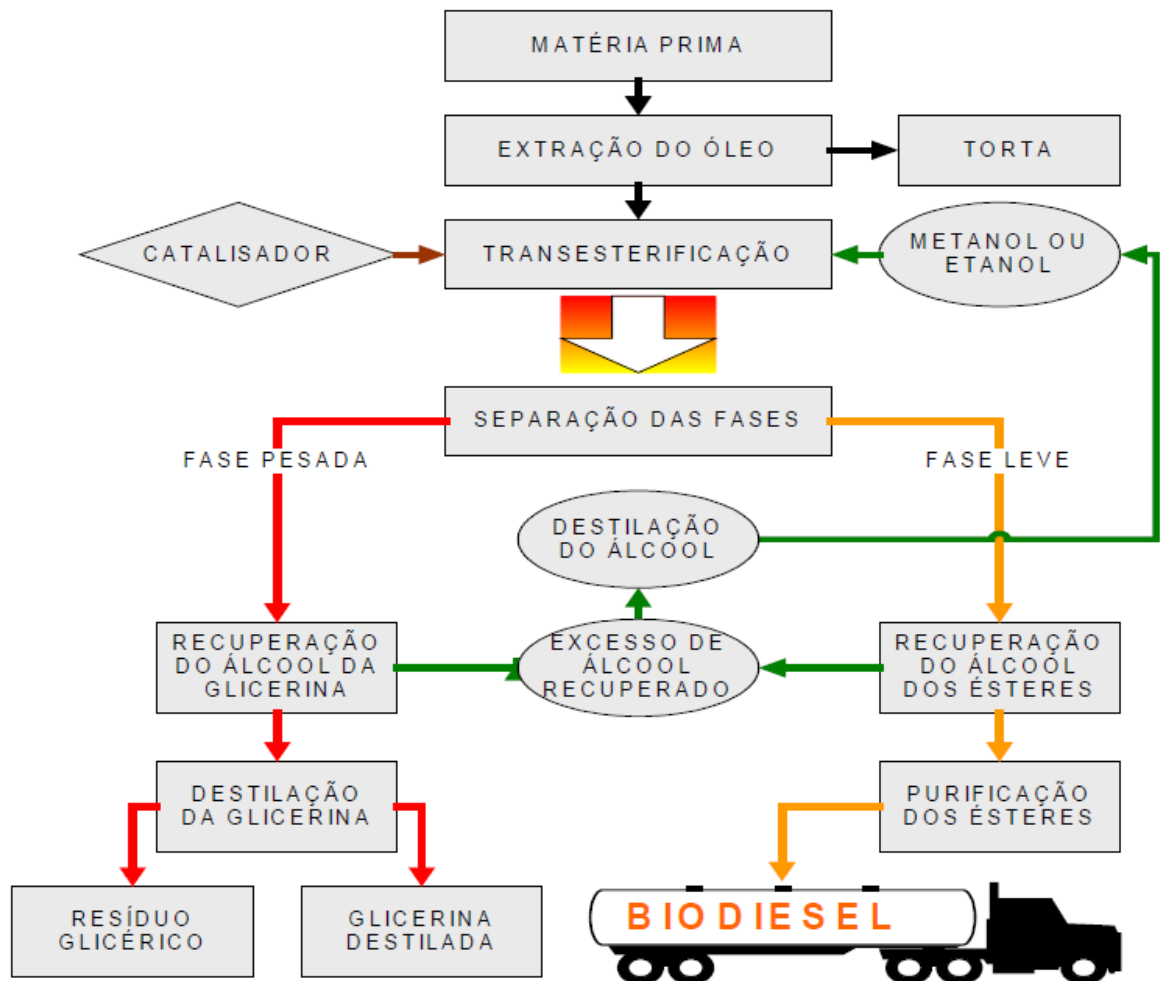 MATÉRIA PRIMA
EXTRAÇÃO DO ÓLEO
TORTA
CATALISADOR
TRANSESTERIFICAÇÃO
METANOL OU
ETANOL
SEPARAÇÃO DAS FASES
FASE PESADA
FASE LEVE
DESTILAÇÃO
DO ÁLCOOL
RECUPERAÇÃO
DO ÁLCOOL DA
GLICERINA
EXCESSO DE
ÁLCOOL
RECUPERADO
RECUPERAÇÃO
DO ÁLCOOL
DOS ÉSTERES
DESTILAÇÃO
DA GLICERINA
PURIFICAÇÃO
DOS ÉSTERES
RESÍDUO
GLICÉRICO
GLICERINA
DESTILADA
BIODIESEL